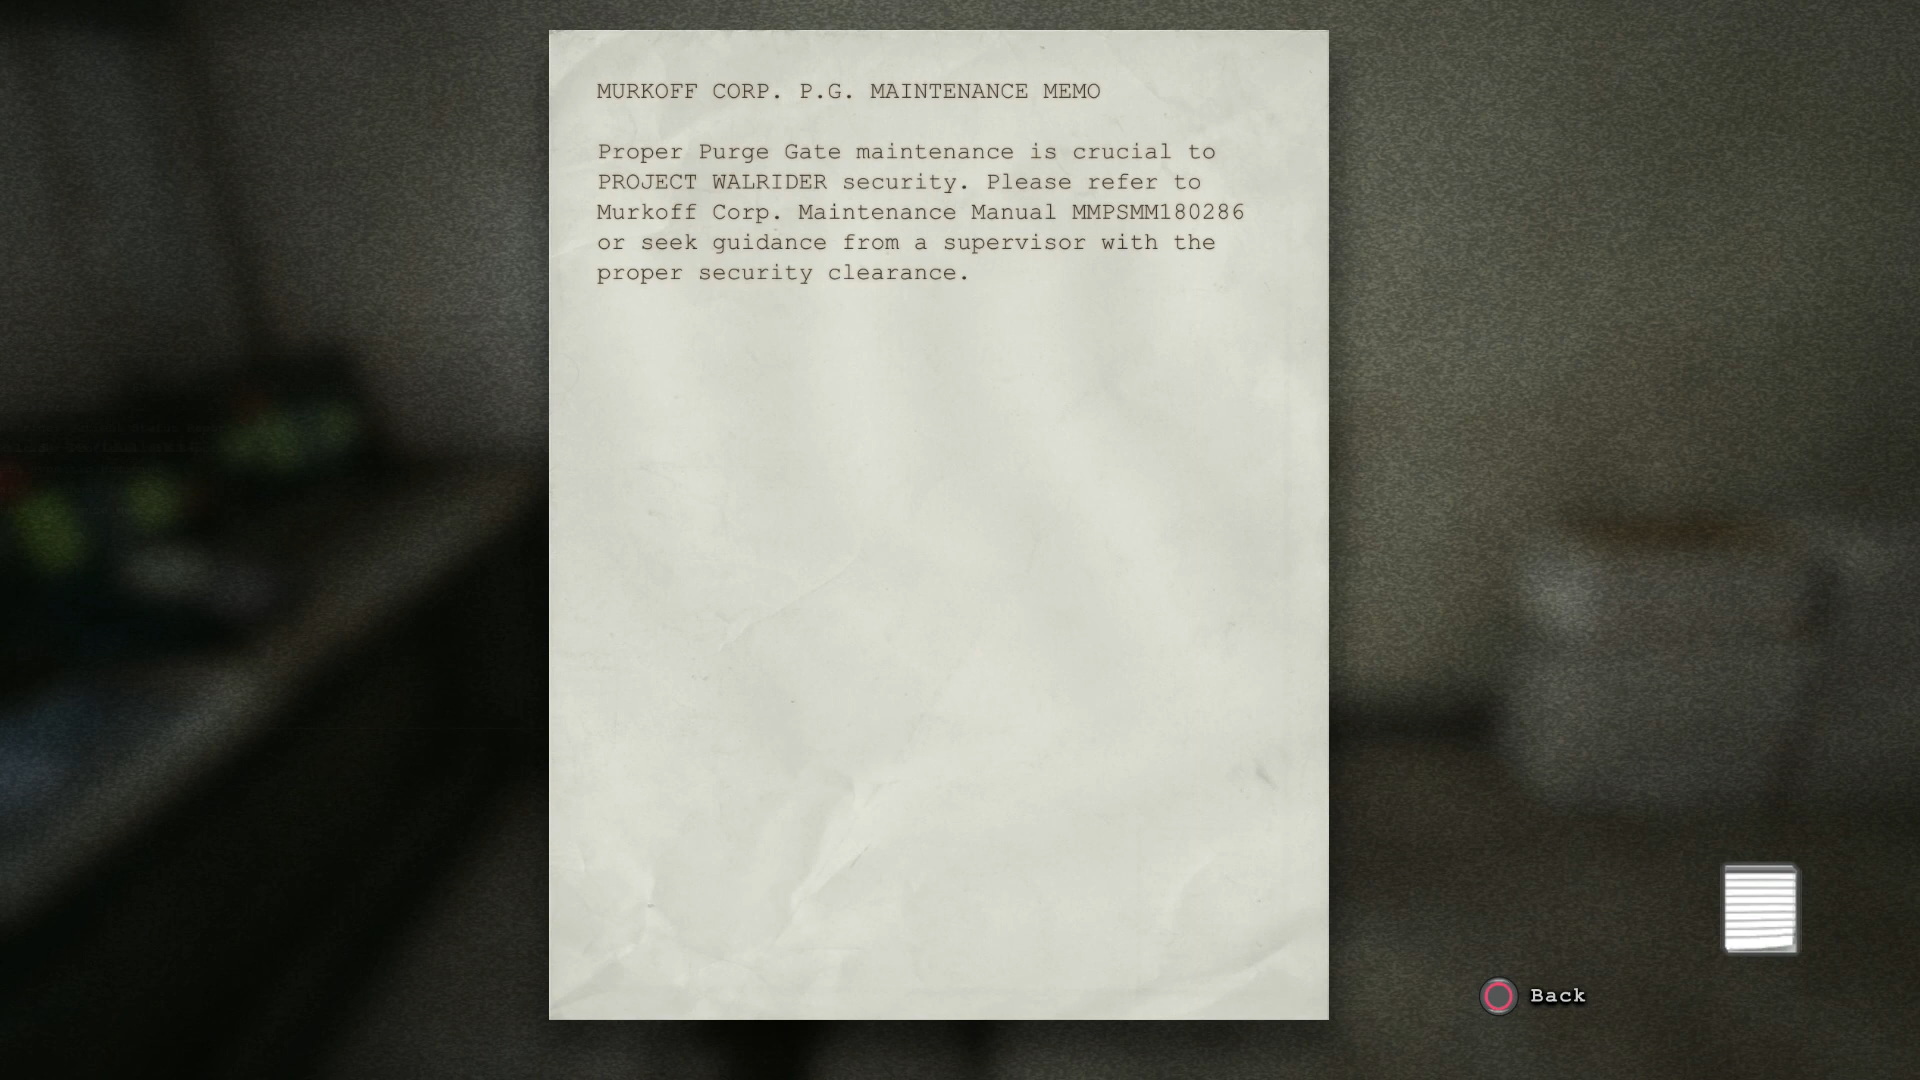 MURKOFF CORP. P.G. MAINTENANCE MEMO
Proper Purge Gate maintenance is crucial to
PROJECT WALRIDER security. Please refer to
Murkoff Corp. Maintenance Manual MMPSMM180286
or seek guidance from a supervisor with the
proper security clearance.
Back